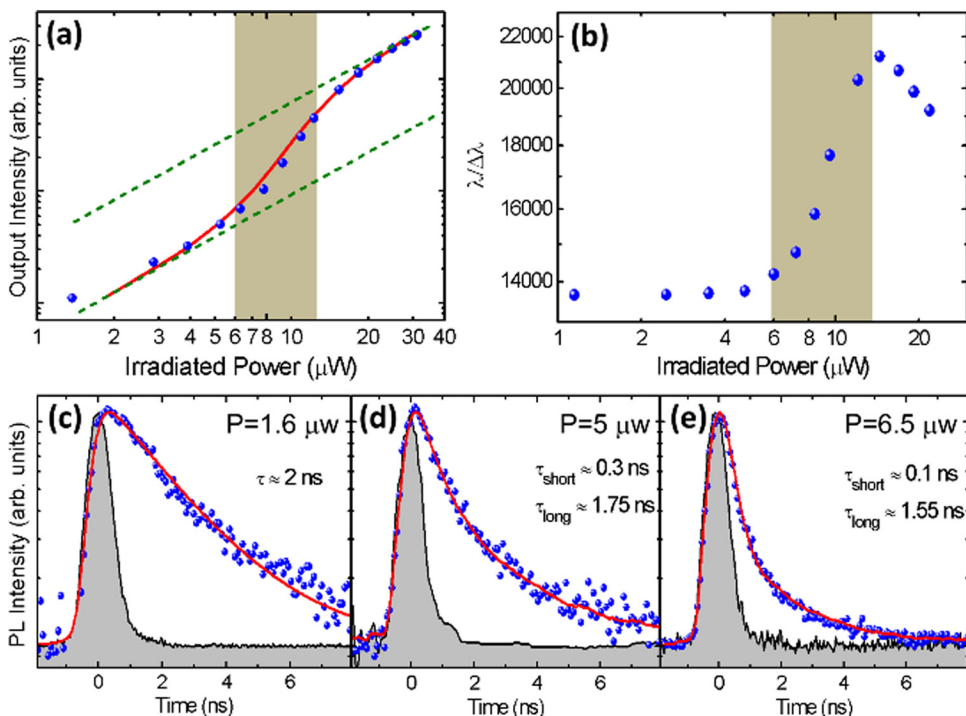 (a)
Output Intensity (arb. units)
1 2 3 4 5 6 7 8 10 20 30 40
Irradiated Power (μW)
(b)
λ/Δλ
22000
20000
18000
16000
14000
1 2 3 4 6 8 10 20
Irradiated Power (μW)
(c)
P=1.6 μw
τ ≈ 2 ns
PL Intensity (arb. units)
0 2 4 6
Time (ns)
(d)
P=5 μw
τshort ≈ 0.3 ns
τlong ≈ 1.75 ns
0 2 4 6
Time (ns)
(e)
P=6.5 μw
τshort ≈ 0.1 ns
τlong ≈ 1.55 ns
0 2 4 6
Time (ns)